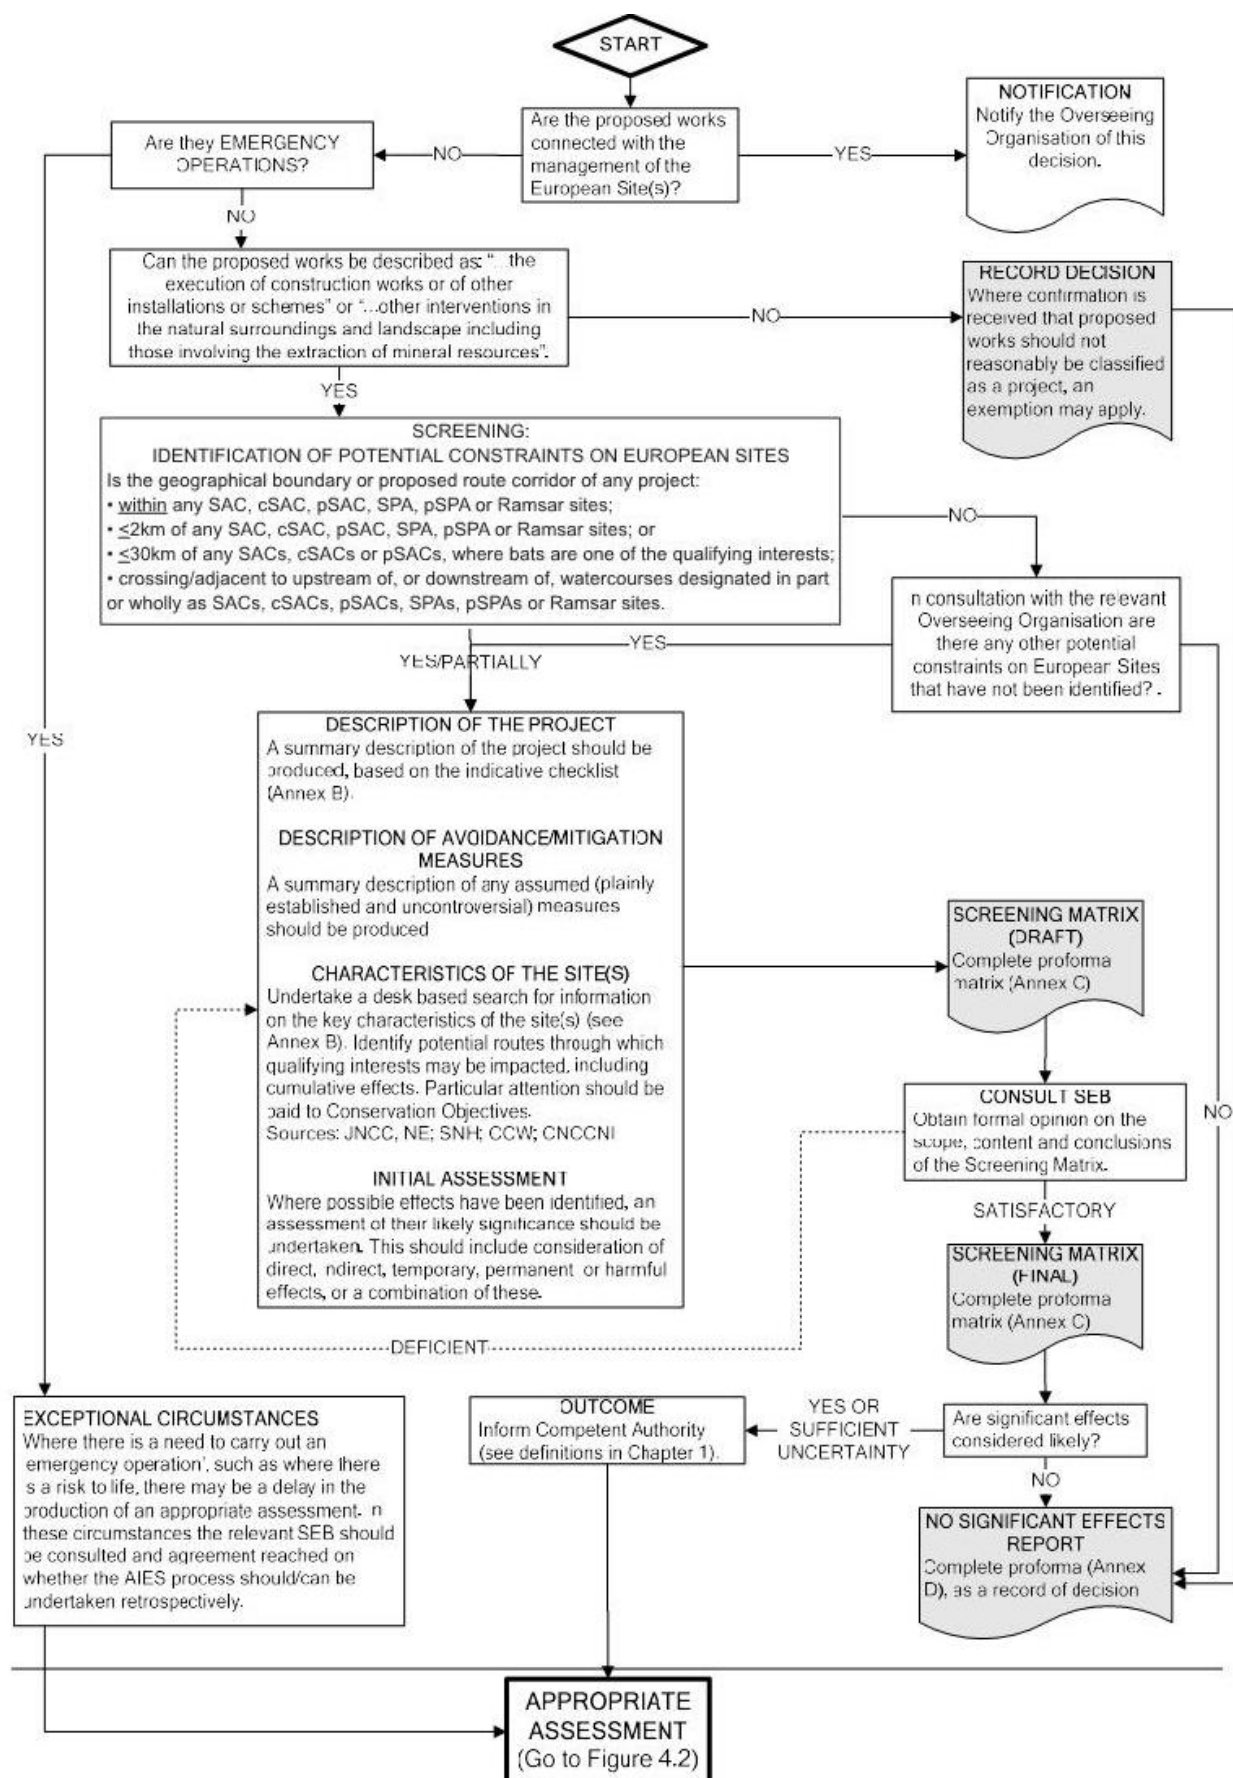 START
Are the proposed works
connected with the
management of the
European Site(s)?
NO
YES
NOTIFICATION
Notify the Overseeing
Organisation of this
decision.
Are they EMERGENCY
OPERATIONS?
NO
YES
Can the proposed works be described as: “…the
execution of construction works or of other
installations or schemes” or “…other interventions in
the natural surroundings and landscape including
those involving the extraction of mineral resources”.
NO
RECORD DECISION
Where confirmation is
received that proposed
works should not
reasonably be classified
as a project, an
exemption may apply.
YES
SCREENING:
IDENTIFICATION OF POTENTIAL CONSTRAINTS ON EUROPEAN SITES
Is the geographical boundary or proposed route corridor of any project:
• within any SAC, cSAC, pSAC, SPA, pSPA or Ramsar sites;
• ≤2km of any SAC, cSAC, pSAC, SPA, pSPA or Ramsar sites; or
• ≤30km of any SACs, cSACs or pSACs, where bats are one of the qualifying interests;
• crossing/adjacent to upstream of, or downstream of, watercourses designated in part
or wholly as SACs, cSACs, pSACs, SPAs, pSPAs or Ramsar sites.
NO
n consultation with the relevant
Overseeing Organisation are
there any other potential
constraints on European Sites
that have not been identified? .
YES
YES/PARTIALLY
NO
DESCRIPTION OF THE PROJECT
A summary description of the project should be
produced, based on the indicative checklist
(Annex B).
DESCRIPTION OF AVOIDANCE/MITIGATION
MEASURES
A summary description of any assumed (plainly
established and uncontroversial) measures
should be produced
CHARACTERISTICS OF THE SITE(S)
Undertake a desk based search for information
on the key characteristics of the site(s) (see
Annex B). Identify potential routes through which
qualifying interests may be impacted, including
cumulative effects. Particular attention should be
paid to Conservation Objectives.
Sources: JNCC, NE; SNH; CCW; CNCCNI
INITIAL ASSESSMENT
Where possible effects have been identified, an
assessment of their likely significance should be
undertaken. This should include consideration of
direct, indirect, temporary, permanent or harmful
effects, or a combination of these.
SCREENING MATRIX
(DRAFT)
Complete proforma
matrix (Annex C)
CONSULT SEB
Obtain formal opinion on the
scope, content and conclusions
of the Screening Matrix.
DEFICIENT
SATISFACTORY
SCREENING MATRIX
(FINAL)
Complete proforma
matrix (Annex C)
Are significant effects
considered likely?
YES OR
SUFFICIENT
UNCERTAINTY
OUTCOME
Inform Competent Authority
(see definitions in Chapter 1).
NO
NO SIGNIFICANT EFFECTS
REPORT
Complete proforma (Annex
D), as a record of decision
EXCEPTIONAL CIRCUMSTANCES
Where there is a need to carry out an
‘emergency operation’, such as where there
is a risk to life, there may be a delay in the
production of an appropriate assessment. n
these circumstances the relevant SEB should
be consulted and agreement reached on
whether the AIES process should/can be
undertaken retrospectively.
APPROPRIATE
ASSESSMENT
(Go to Figure 4.2)